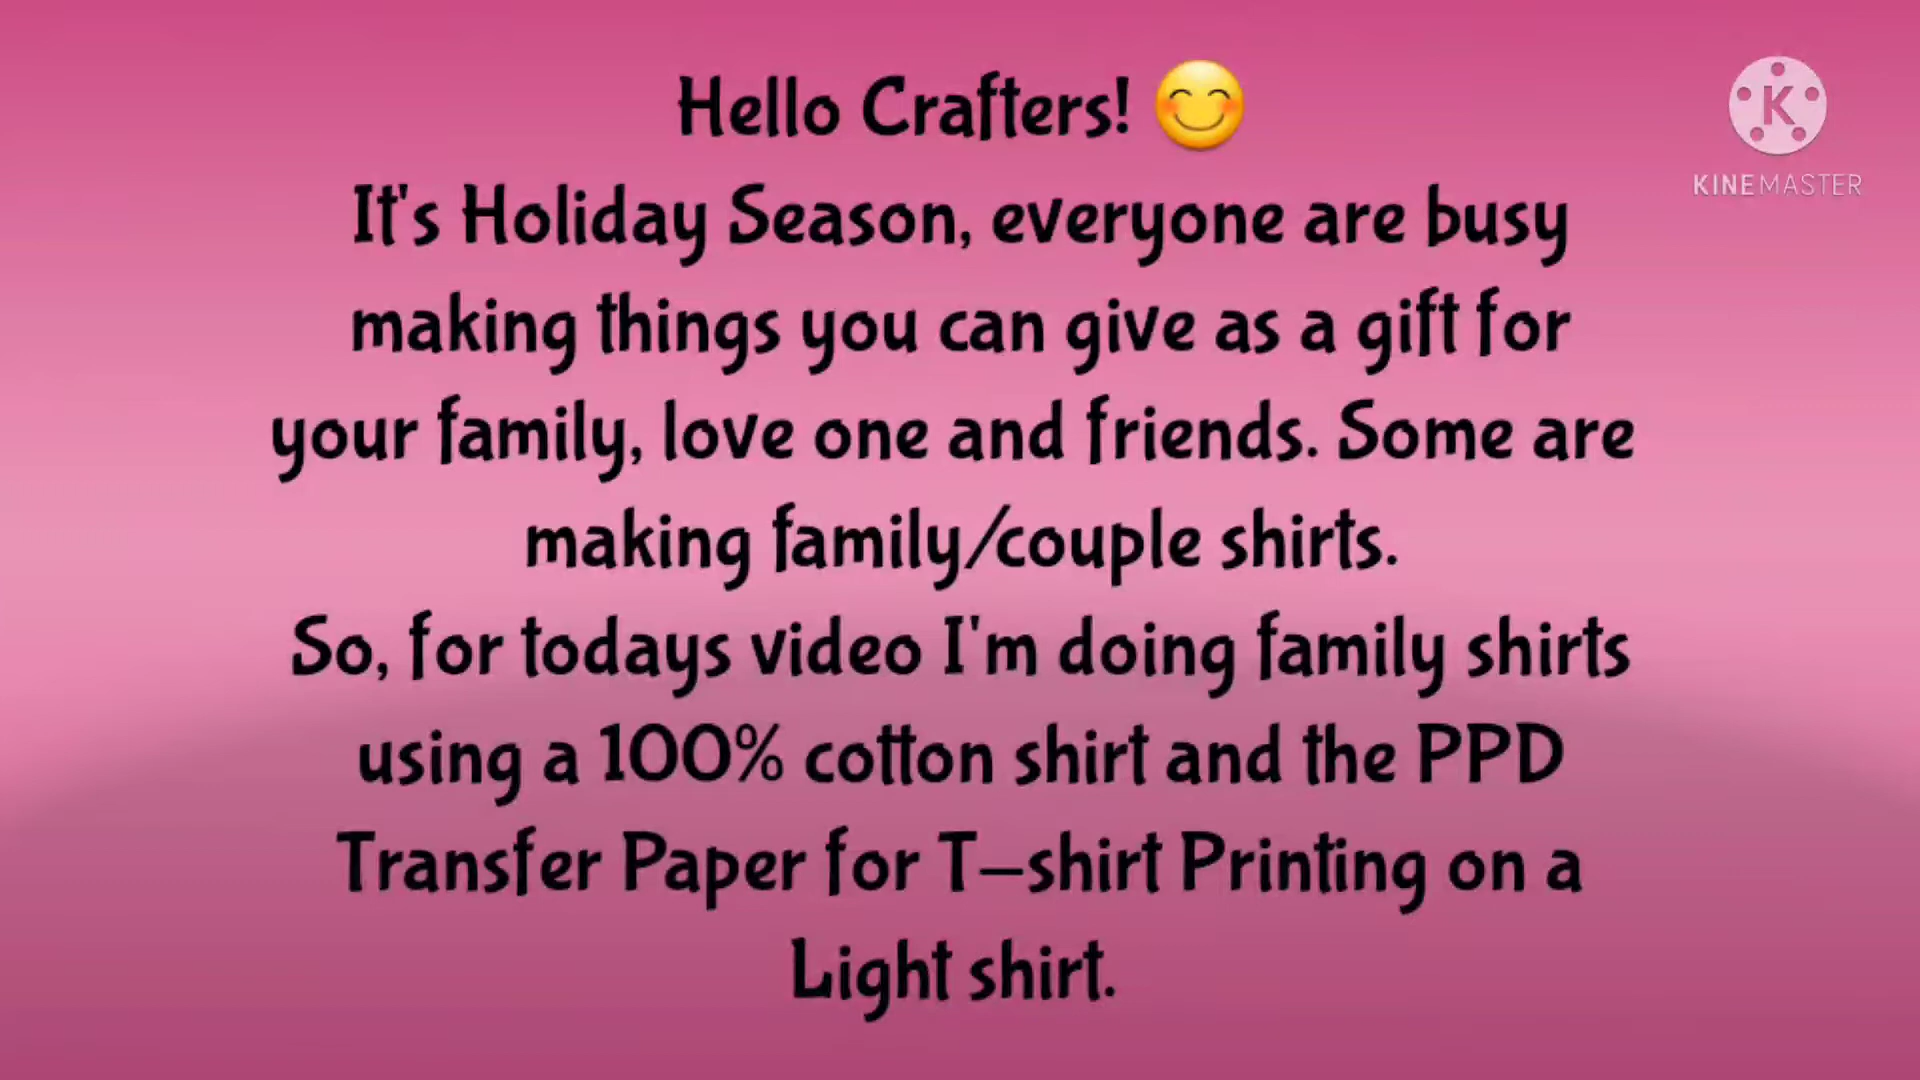 Hello Crafters! 😊
It's Holiday Season, everyone are busy
making things you can give as a gift for
your family, love one and friends. Some are
making family/couple shirts.
So, for todays video I'm doing family shirts
using a 100% cotton shirt and the PPD
Transfer Paper for T-shirt Printing on a
Light shirt.
K
KINEMASTER